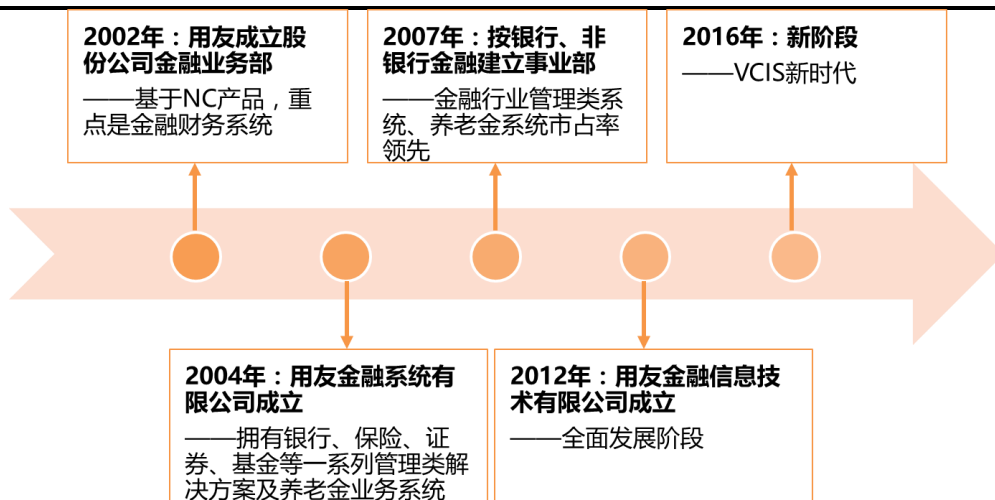 2002年：用友成立股
份公司金融业务部
——基于NC产品，重
点是金融财务系统
2007年：按银行、非
银行金融建立事业部
——金融行业管理类系
统、养老金系统市占率
领先
2016年：新阶段
——VCIS新时代
2004年：用友金融系统有
限公司成立
——拥有银行、保险、证
券、基金等一系列管理类解
决方案及养老金业务系统
2012年：用友金融信息技
术有限公司成立
——全面发展阶段